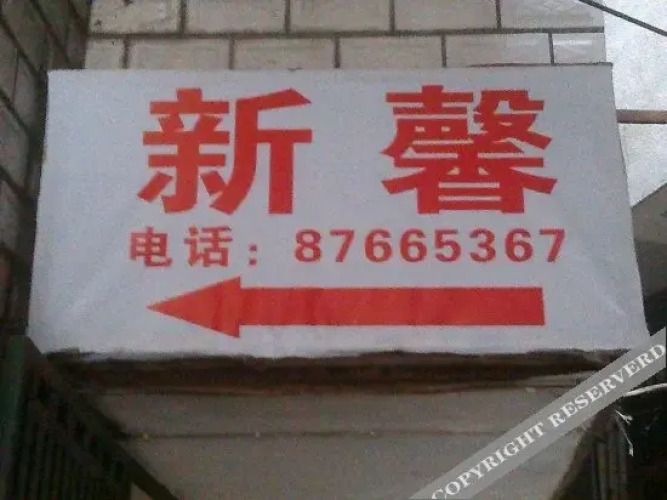 新馨
电话：87665367
COPYRIGHT RESERVERD